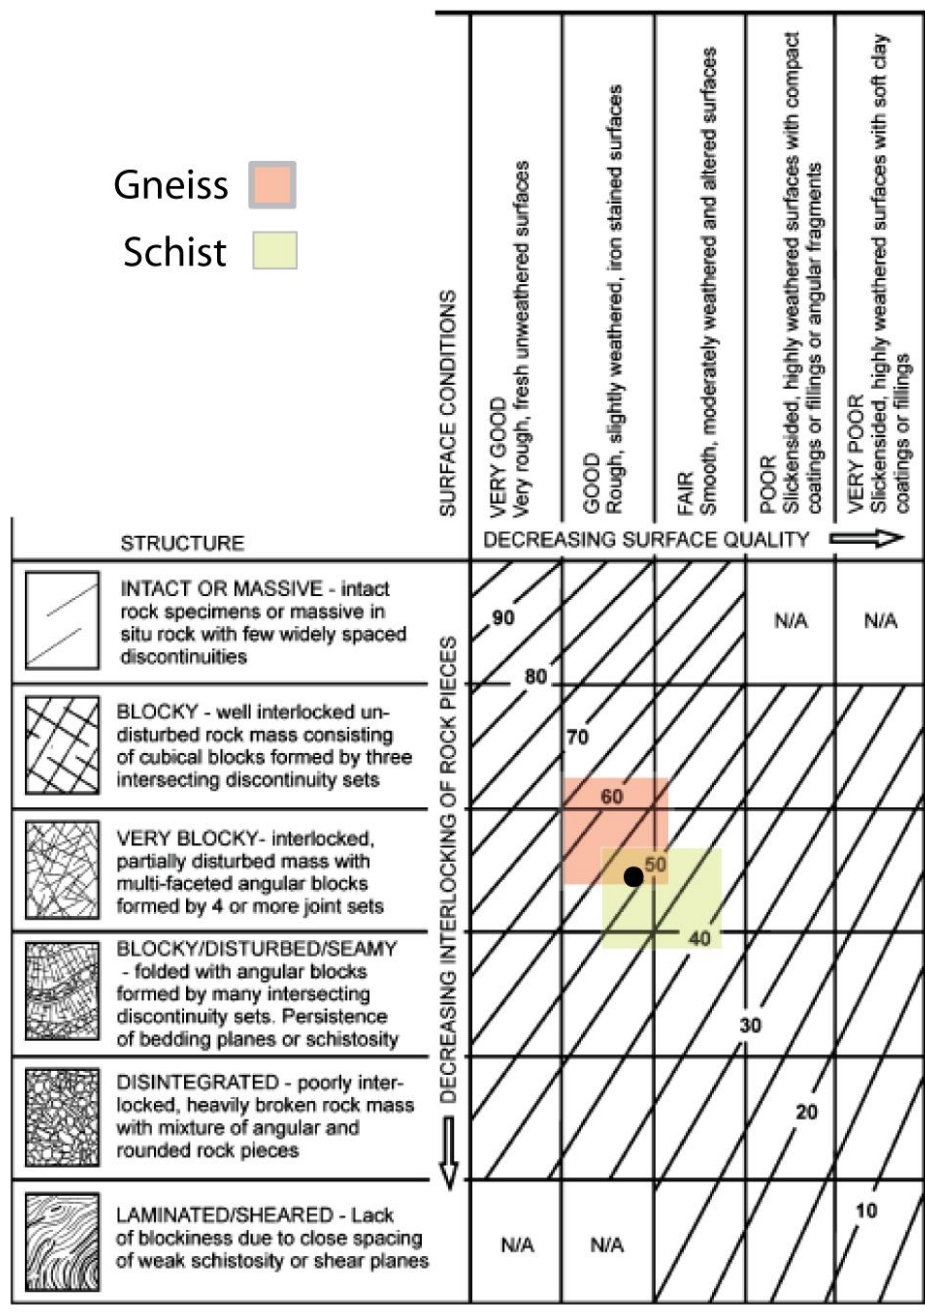 Gneiss
Schist
SURFACE CONDITIONS
VERY GOOD
Very rough, fresh unweathered surfaces
GOOD
Rough, slightly weathered, iron stained surfaces
FAIR
Smooth, moderately weathered and altered surfaces
POOR
Slickensided, highly weathered surfaces with compact
coatings or fillings or angular fragments
VERY POOR
Slickensided, highly weathered surfaces with soft clay
coatings or fillings
STRUCTURE
DECREASING SURFACE QUALITY
DECREASING INTERLOCKING OF ROCK PIECES
INTACT OR MASSIVE - intact
rock specimens or massive in
situ rock with few widely spaced
discontinuities
90
80
N/A
N/A
BLOCKY - well interlocked un-
disturbed rock mass consisting
of cubical blocks formed by three
intersecting discontinuity sets
70
60
VERY BLOCKY- interlocked,
partially disturbed mass with
multi-faceted angular blocks
formed by 4 or more joint sets
50
BLOCKY/DISTURBED/SEAMY
- folded with angular blocks
formed by many intersecting
discontinuity sets. Persistence
of bedding planes or schistosity
40
30
DISINTEGRATED - poorly inter-
locked, heavily broken rock mass
with mixture of angular and
rounded rock pieces
20
LAMINATED/SHEARED - Lack
of blockiness due to close spacing
of weak schistosity or shear planes
N/A
N/A
10